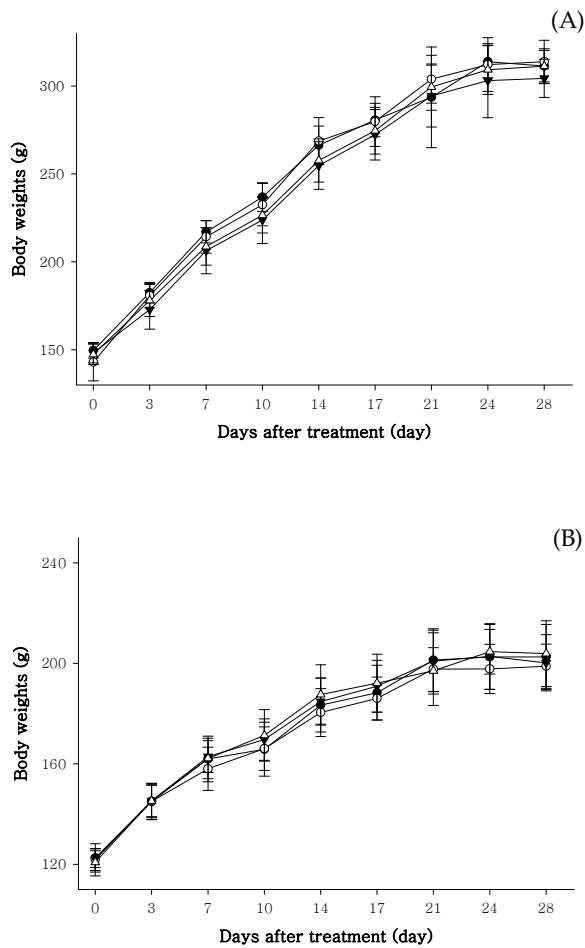 (A)
300
250
200
150
Body weights (g)
0 3 7 10 14 17 21 24 28
Days after treatment (day)
(B)
240
200
160
120
Body weights (g)
0 3 7 10 14 17 21 24 28
Days after treatment (day)